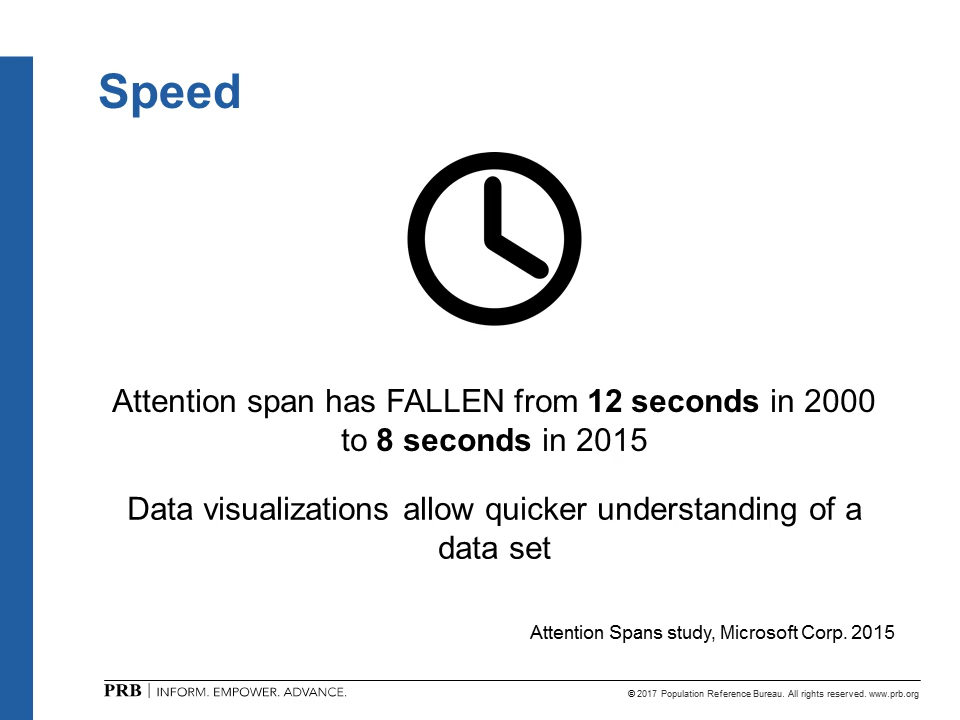 Speed
Attention span has FALLEN from 12 seconds in 2000
to 8 seconds in 2015
Data visualizations allow quicker understanding of a
data set
Attention Spans study, Microsoft Corp. 2015
PRB | INFORM. EMPOWER. ADVANCE.
© 2017 Population Reference Bureau. All rights reserved. www.prb.org